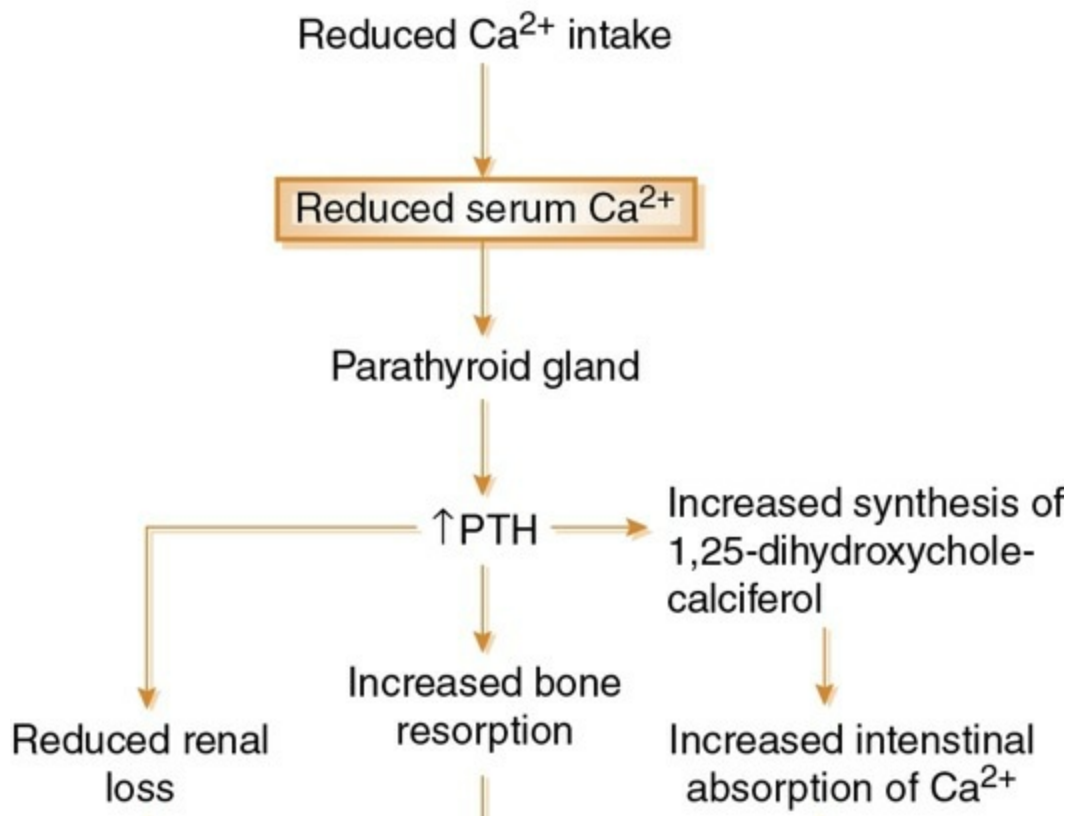 Reduced Ca²⁺ intake
Reduced serum Ca²⁺
Parathyroid gland
↑PTH
Increased synthesis of
1,25-dihydroxychole-
calciferol
Increased bone
resorption
Reduced renal
loss
Increased intenstinal
absorption of Ca²⁺